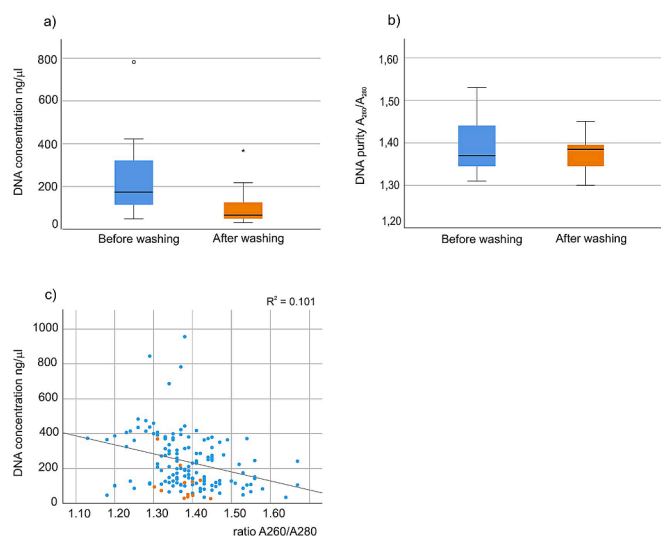 a)
DNA concentration ng/µl
800
600
400
200
0
Before washing
After washing
b)
DNA purity A260/A280
1,60
1,50
1,40
1,30
1,20
Before washing
After washing
c)
R² = 0.101
DNA concentration ng/µl
1000
800
600
400
200
0
1.10 1.20 1.30 1.40 1.50 1.60
ratio A260/A280